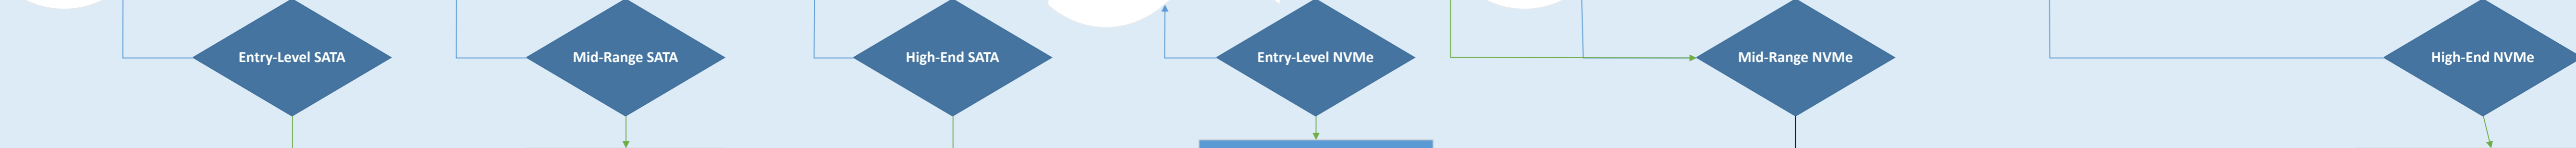 Entry-Level SATA
Mid-Range SATA
High-End SATA
Entry-Level NVMe
Mid-Range NVMe
High-End NVMe